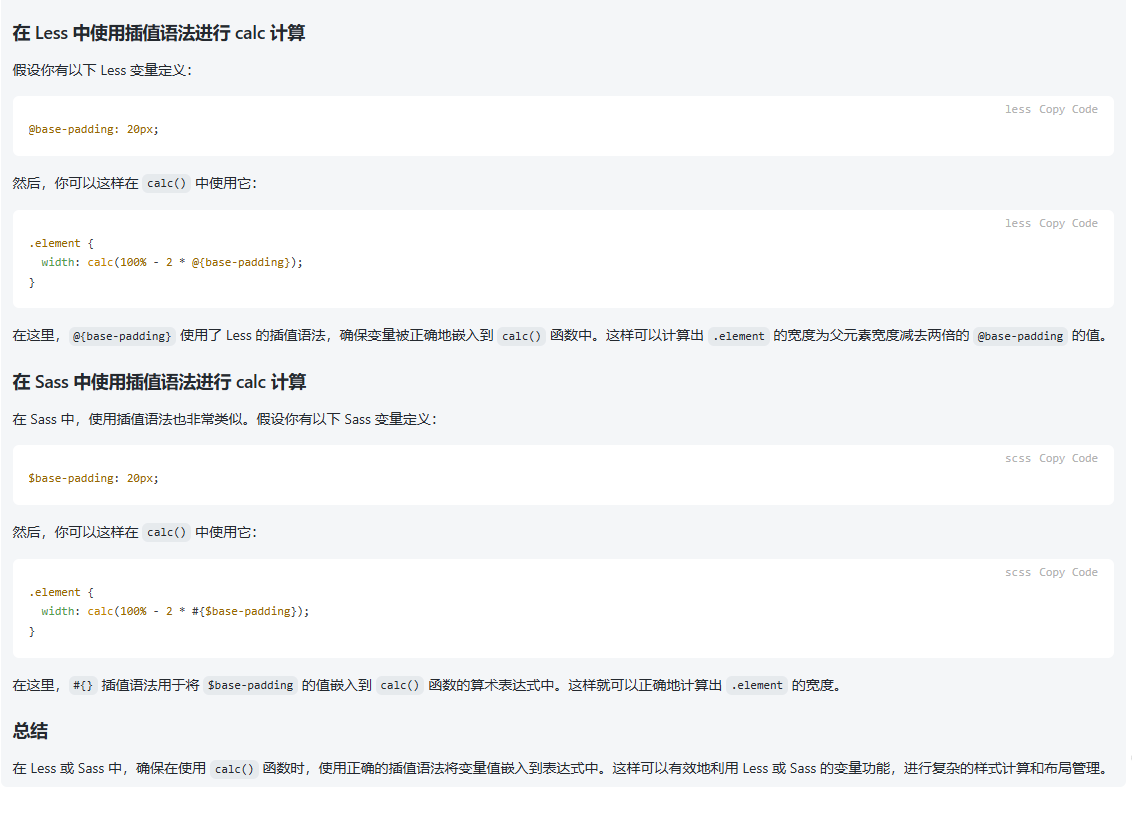 在 Less 中使用插值语法进行 calc 计算
假设你有以下 Less 变量定义：
less Copy Code
@base-padding: 20px;
然后，你可以这样在 calc() 中使用它：
less Copy Code
.element {
  width: calc(100% - 2 * @{base-padding});
}
在这里， @{base-padding} 使用了 Less 的插值语法，确保变量被正确地嵌入到 calc() 函数中。这样可以计算出 .element 的宽度为父元素宽度减去两倍的 @base-padding 的值。
在 Sass 中使用插值语法进行 calc 计算
在 Sass 中，使用插值语法也非常类似。假设你有以下 Sass 变量定义：
scss Copy Code
$base-padding: 20px;
然后，你可以这样在 calc() 中使用它：
scss Copy Code
.element {
  width: calc(100% - 2 * #{$base-padding});
}
在这里， #{} 插值语法用于将 $base-padding 的值嵌入到 calc() 函数的算术表达式中。这样就可以正确地计算出 .element 的宽度。
总结
在 Less 或 Sass 中，确保在使用 calc() 函数时，使用正确的插值语法将变量值嵌入到表达式中。这样可以有效地利用 Less 或 Sass 的变量功能，进行复杂的样式计算和布局管理。